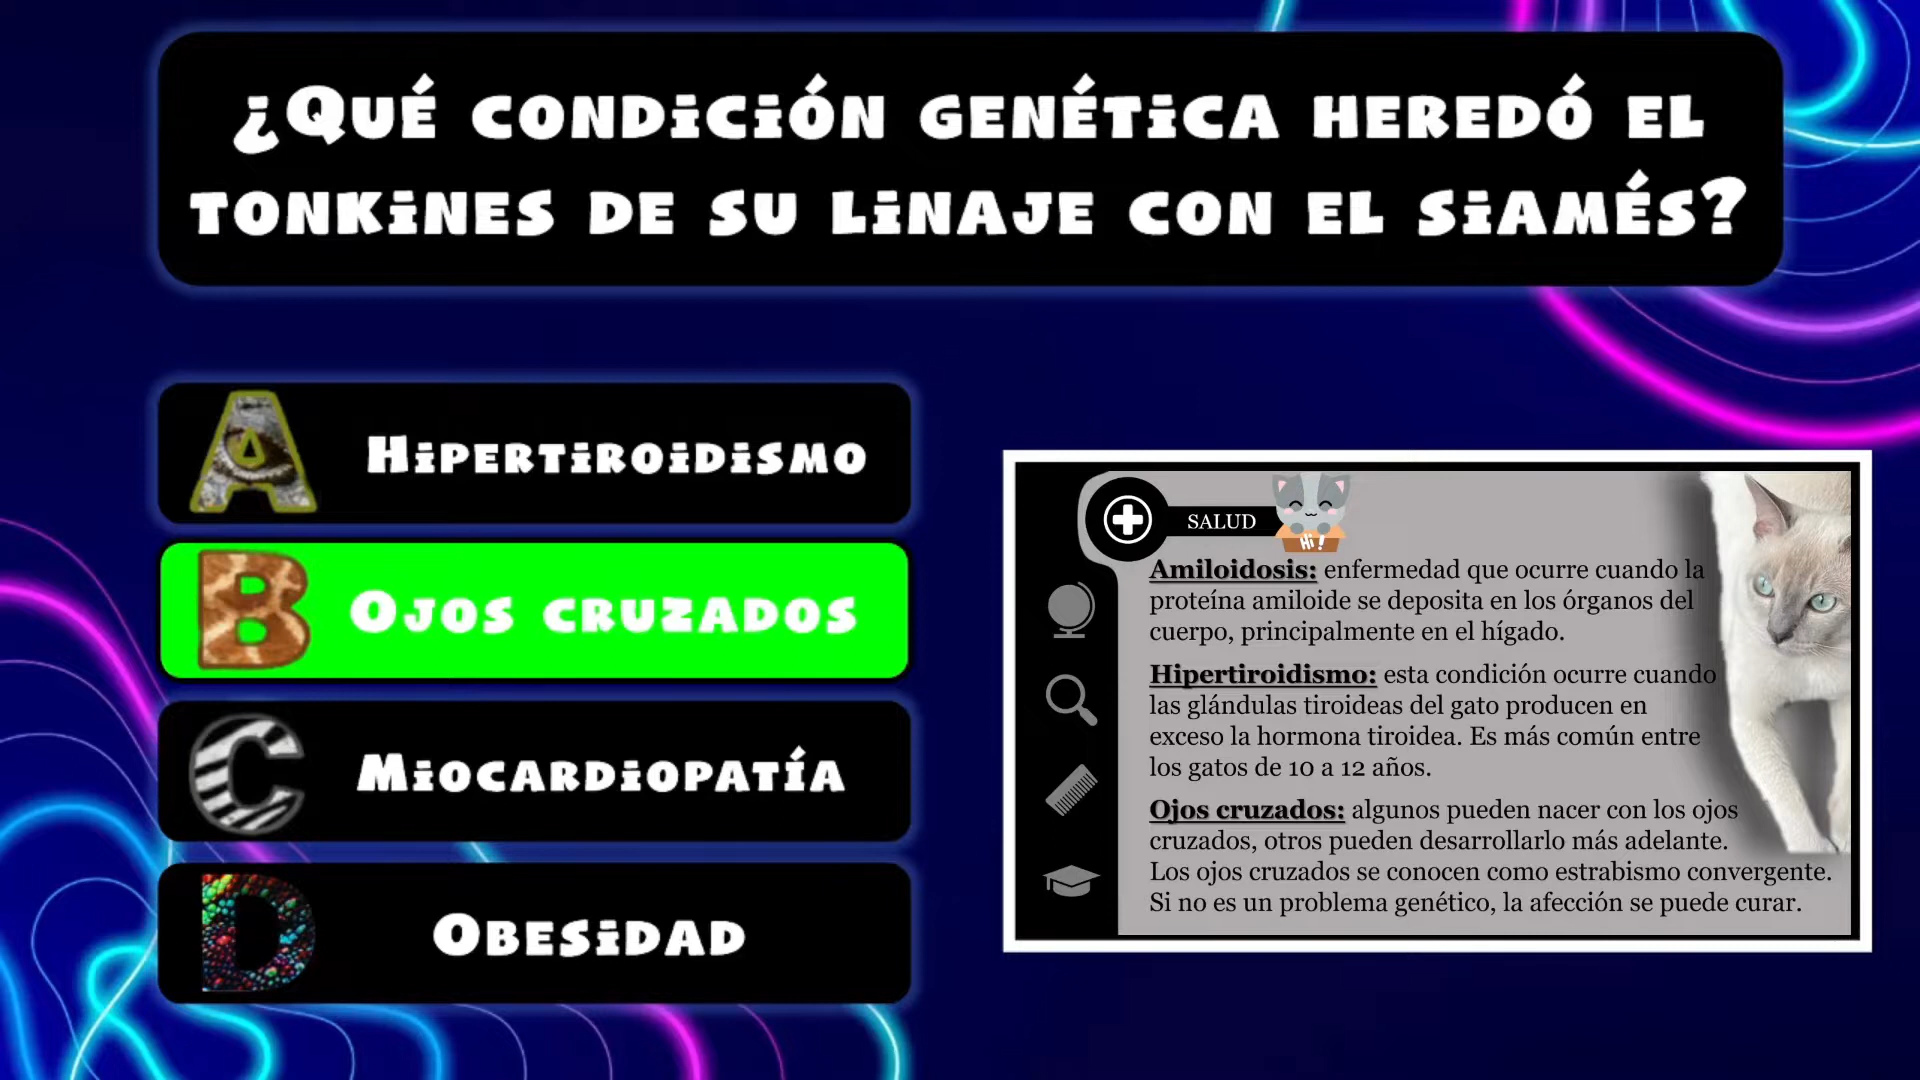 ¿Qué condición genética heredó el
tonkines de su linaje con el siamés?
A Hipertiroidismo
B Ojos cruzados
C Miocardiopatía
D Obesidad
SALUD
Hi !
Amiloidosis: enfermedad que ocurre cuando la
proteína amiloide se deposita en los órganos del
cuerpo, principalmente en el hígado.
Hipertiroidismo: esta condición ocurre cuando
las glándulas tiroideas del gato producen en
exceso la hormona tiroidea. Es más común entre
los gatos de 10 a 12 años.
Ojos cruzados: algunos pueden nacer con los ojos
cruzados, otros pueden desarrollarlo más adelante.
Los ojos cruzados se conocen como estrabismo convergente.
Si no es un problema genético, la afección se puede curar.